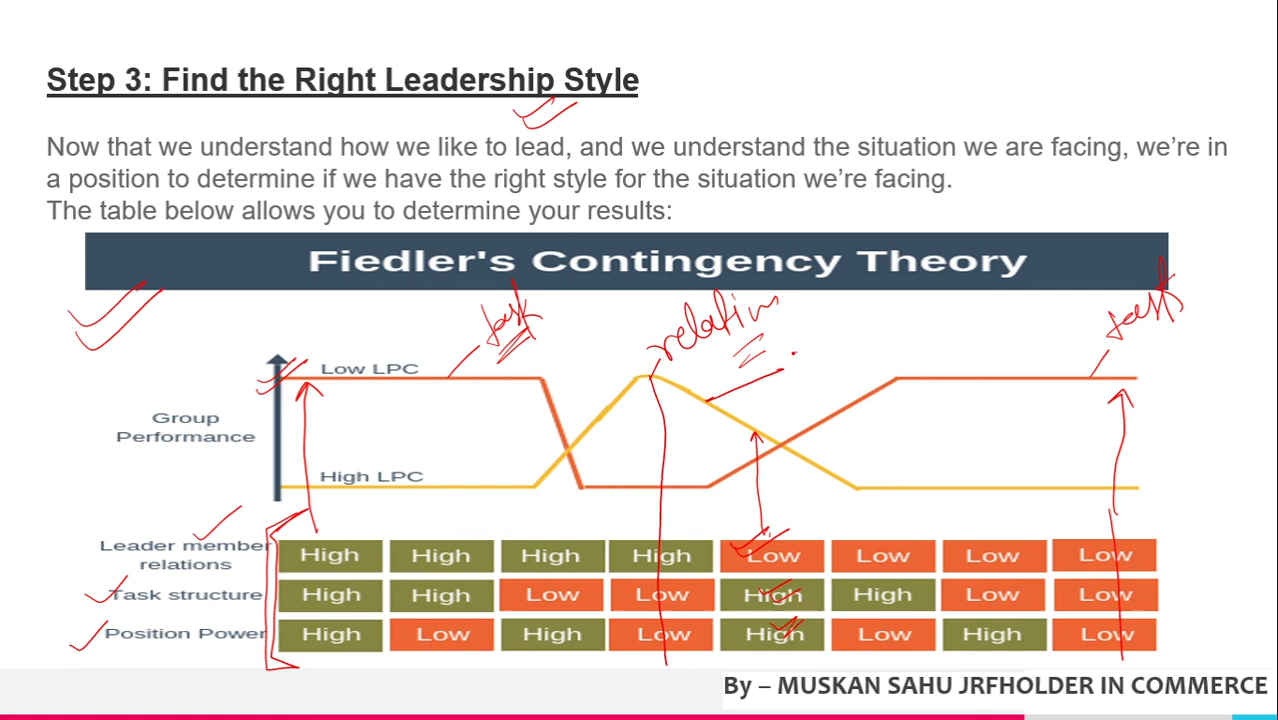 Step 3: Find the Right Leadership Style
Now that we understand how we like to lead, and we understand the situation we are facing, we're in
a position to determine if we have the right style for the situation we're facing.
The table below allows you to determine your results:
Fiedler's Contingency Theory
task
relation
task
Low LPC
Group
Performance
High LPC
Leader member
relations
High High High High Low Low Low Low
Task structure
High High Low Low High High Low Low
Position Power
High Low High Low High Low High Low
By – MUSKAN SAHU JRFHOLDER IN COMMERCE